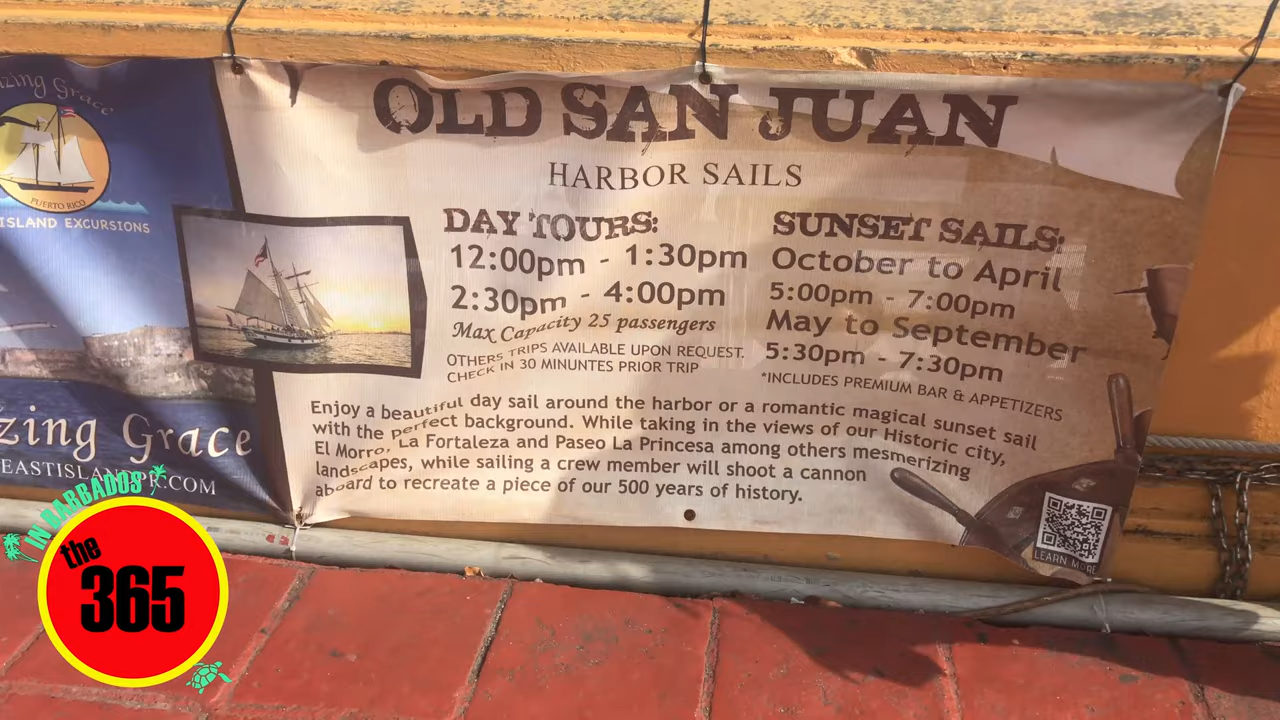 zing Grace
PUERTO RICO
ISLAND EXCURSIONS
zing Grace
EASTISLANDPR.COM
OLD SAN JUAN
HARBOR SAILS
DAY TOURS:
12:00pm - 1:30pm
2:30pm - 4:00pm
Max Capacity 25 passengers
OTHERS TRIPS AVAILABLE UPON REQUEST.
CHECK IN 30 MINUNTES PRIOR TRIP
SUNSET SAILS:
October to April
5:00pm - 7:00pm
May to September
5:30pm - 7:30pm
*INCLUDES PREMIUM BAR & APPETIZERS
Enjoy a beautiful day sail around the harbor or a romantic magical sunset sail
with the perfect background. While taking in the views of our Historic city,
El Morro, La Fortaleza and Paseo La Princesa among others mesmerizing
landscapes, while sailing a crew member will shoot a cannon
aboard to recreate a piece of our 500 years of history.
LEARN MORE
IN BARBADOS
the
365